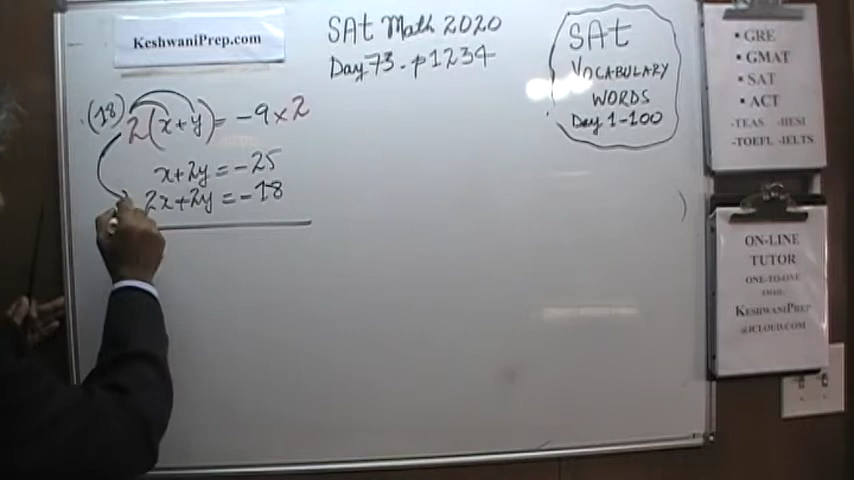 KeshwaniPrep.com
SAt Math 2020
Day 73 - p1234
(18) 2(x+y) = -9 × 2
x+2y = -25
2x+2y = -18
SAt
VOCABULARY
WORDS
Day 1-100
• GRE
• GMAT
• SAT
• ACT
-TEAS -HESI
-TOEFL -IELTS
ON-LINE
TUTOR
ONE-TO-ONE
KESHWANIPREP
@ICLOUD.COM